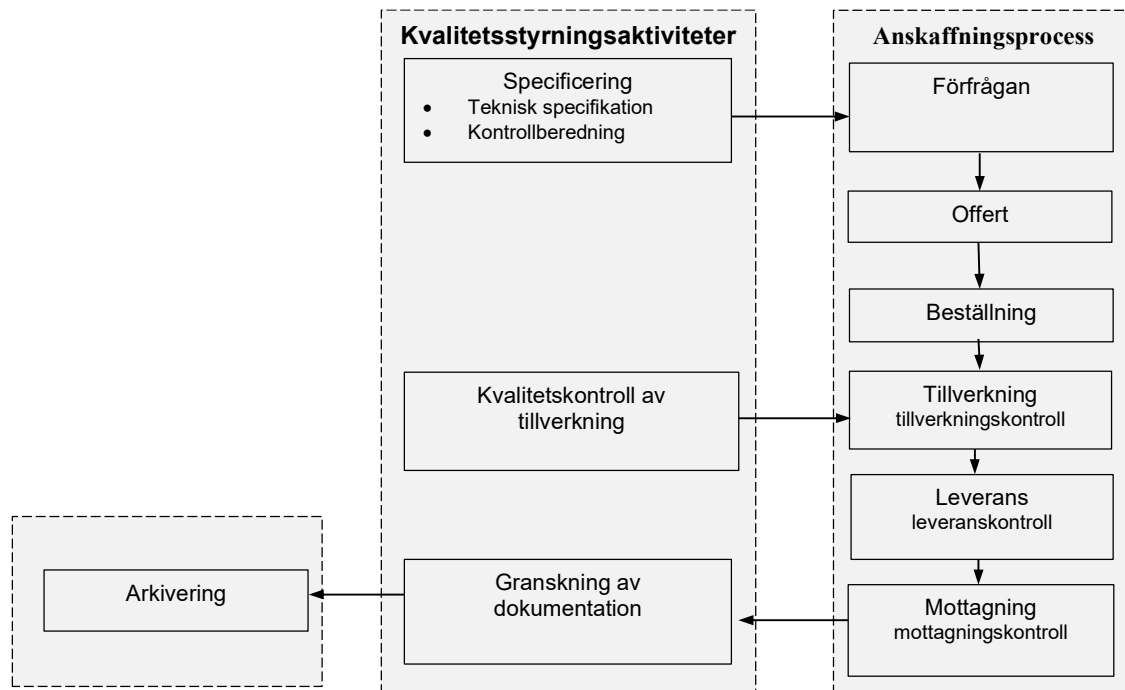 Kvalitetsstyrningsaktiviteter
Specificering
• Teknisk specifikation
• Kontrollberedning
Kvalitetskontroll av
tillverkning
Granskning av
dokumentation
Arkivering
Anskaffningsprocess
Förfrågan
Offert
Beställning
Tillverkning
tillverkningskontroll
Leverans
leveranskontroll
Mottagning
mottagningskontroll